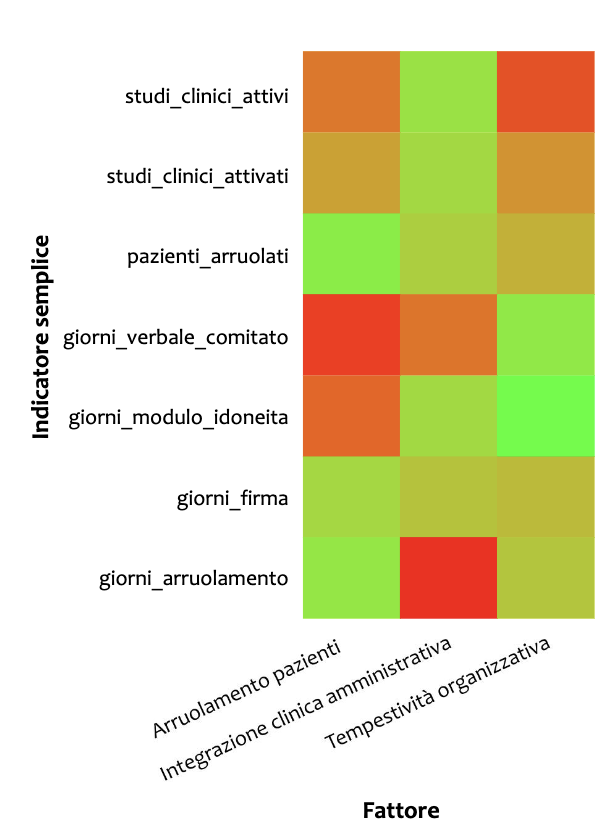 Indicatore semplice
studi_clinici_attivi
studi_clinici_attivati
pazienti_arruolati
giorni_verbale_comitato
giorni_modulo_idoneita
giorni_firma
giorni_arruolamento
Arruolamento pazienti
Integrazione clinica amministrativa
Tempestività organizzativa
Fattore